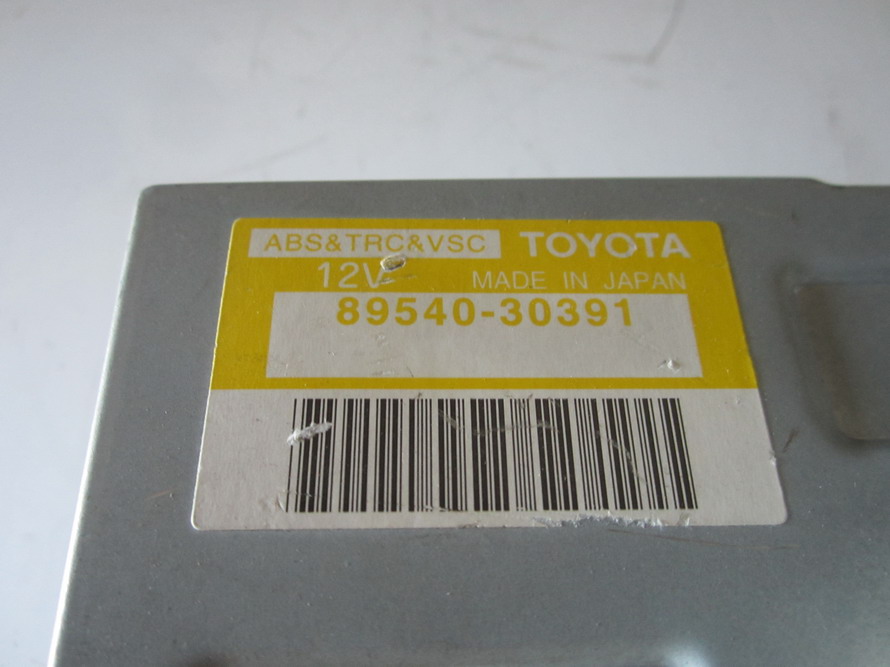 ABS&TRC&VSC TOYOTA
12V MADE IN JAPAN
89540-30391